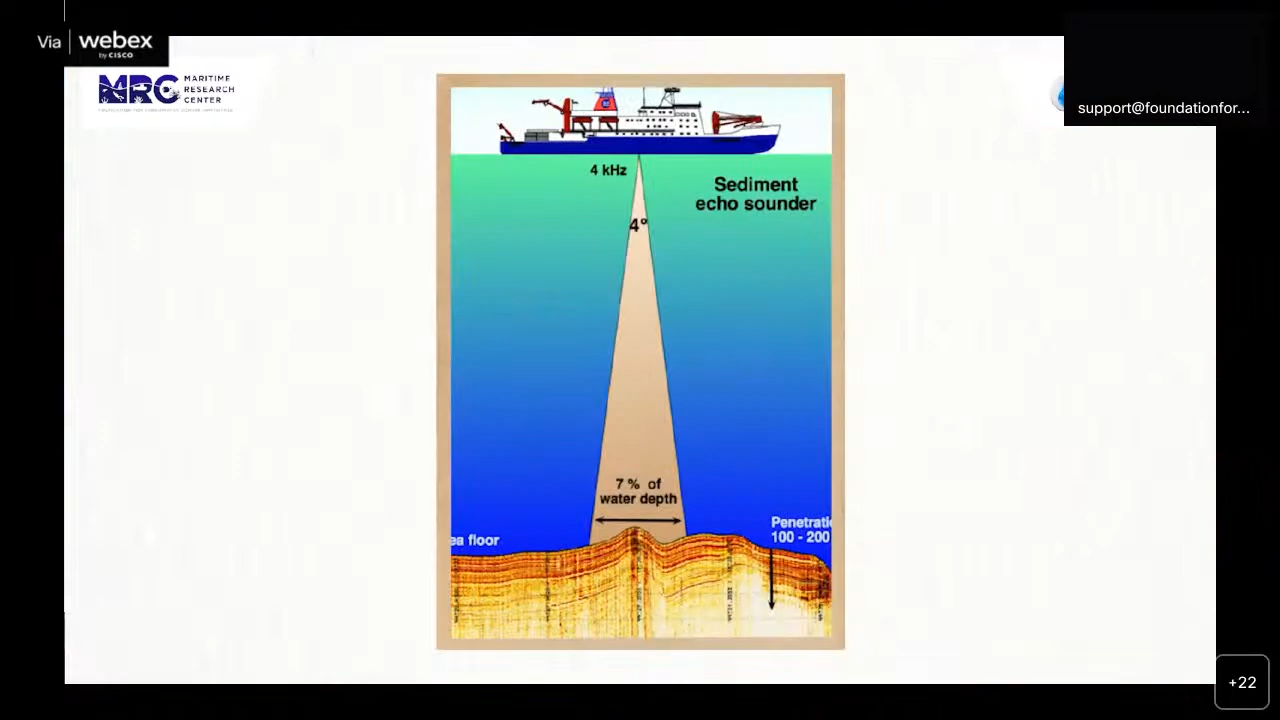 Via webex
by CISCO
MRC MARITIME
RESEARCH
CENTER
support@foundationfor...
4 kHz
Sediment
echo sounder
4°
7 % of
water depth
Penetrati
100 - 200
ea floor
+22